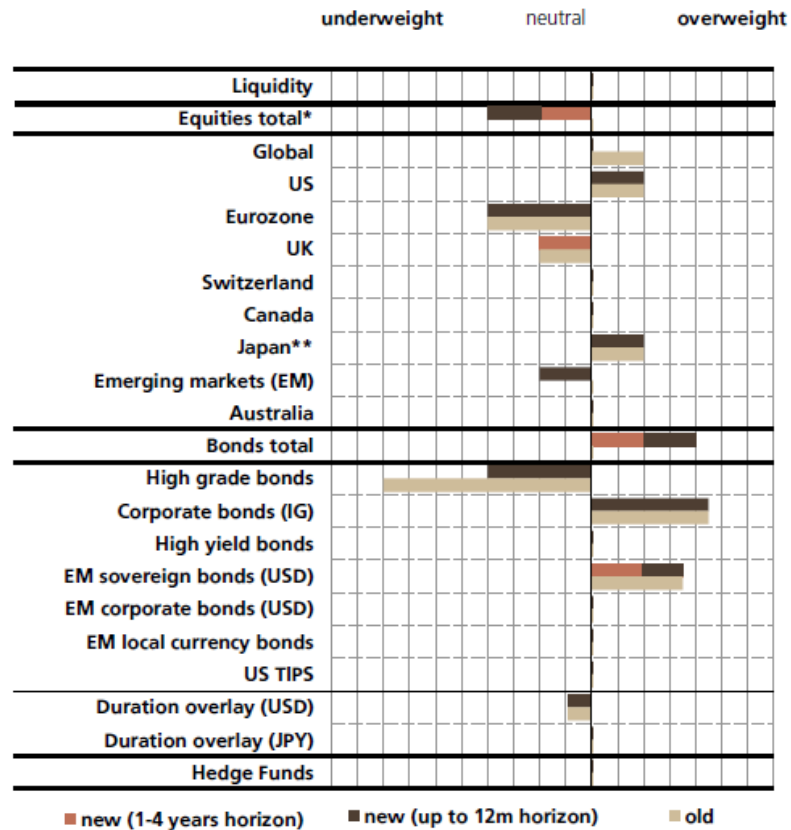 underweight neutral overweight
Liquidity
Equities total*
Global
US
Eurozone
UK
Switzerland
Canada
Japan**
Emerging markets (EM)
Australia
Bonds total
High grade bonds
Corporate bonds (IG)
High yield bonds
EM sovereign bonds (USD)
EM corporate bonds (USD)
EM local currency bonds
US TIPS
Duration overlay (USD)
Duration overlay (JPY)
Hedge Funds
new (1-4 years horizon) new (up to 12m horizon) old